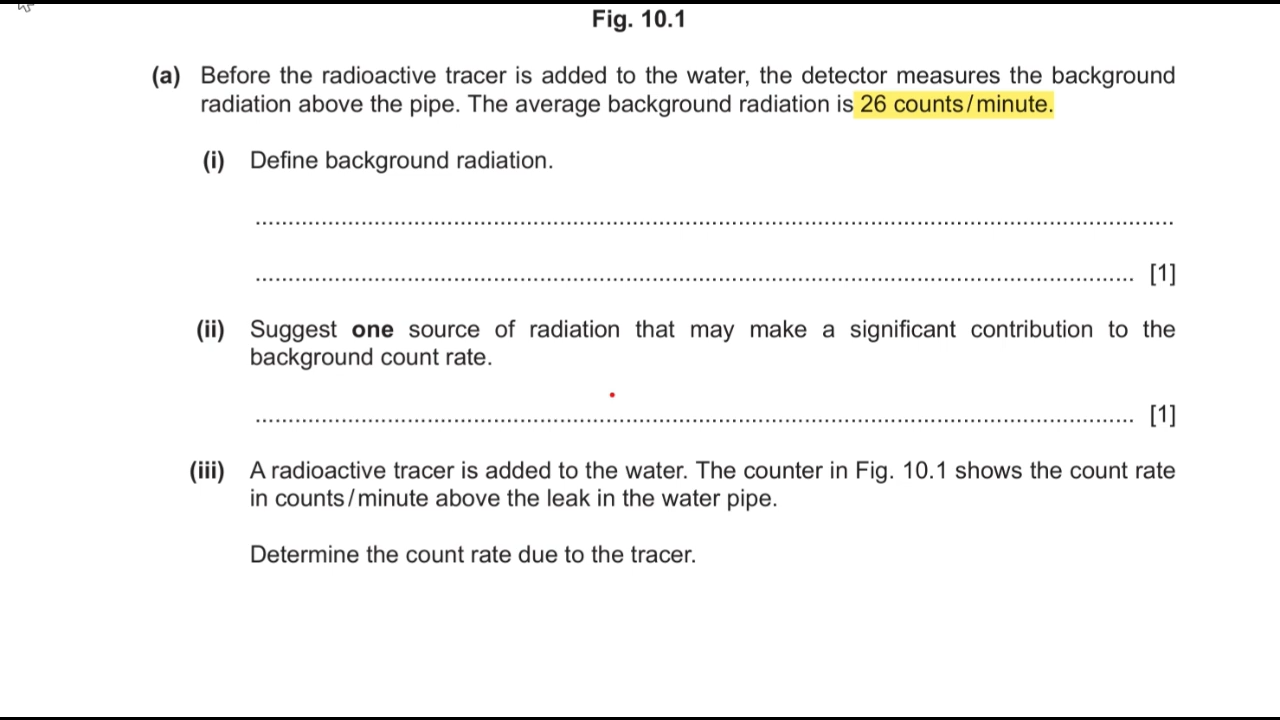 Fig. 10.1
(a) Before the radioactive tracer is added to the water, the detector measures the background
radiation above the pipe. The average background radiation is 26 counts/minute.
(i) Define background radiation.
..........................................................................................................................................
.................................................................................................................................... [1]
(ii) Suggest one source of radiation that may make a significant contribution to the
background count rate.
.................................................................................................................................... [1]
(iii) A radioactive tracer is added to the water. The counter in Fig. 10.1 shows the count rate
in counts/minute above the leak in the water pipe.
Determine the count rate due to the tracer.